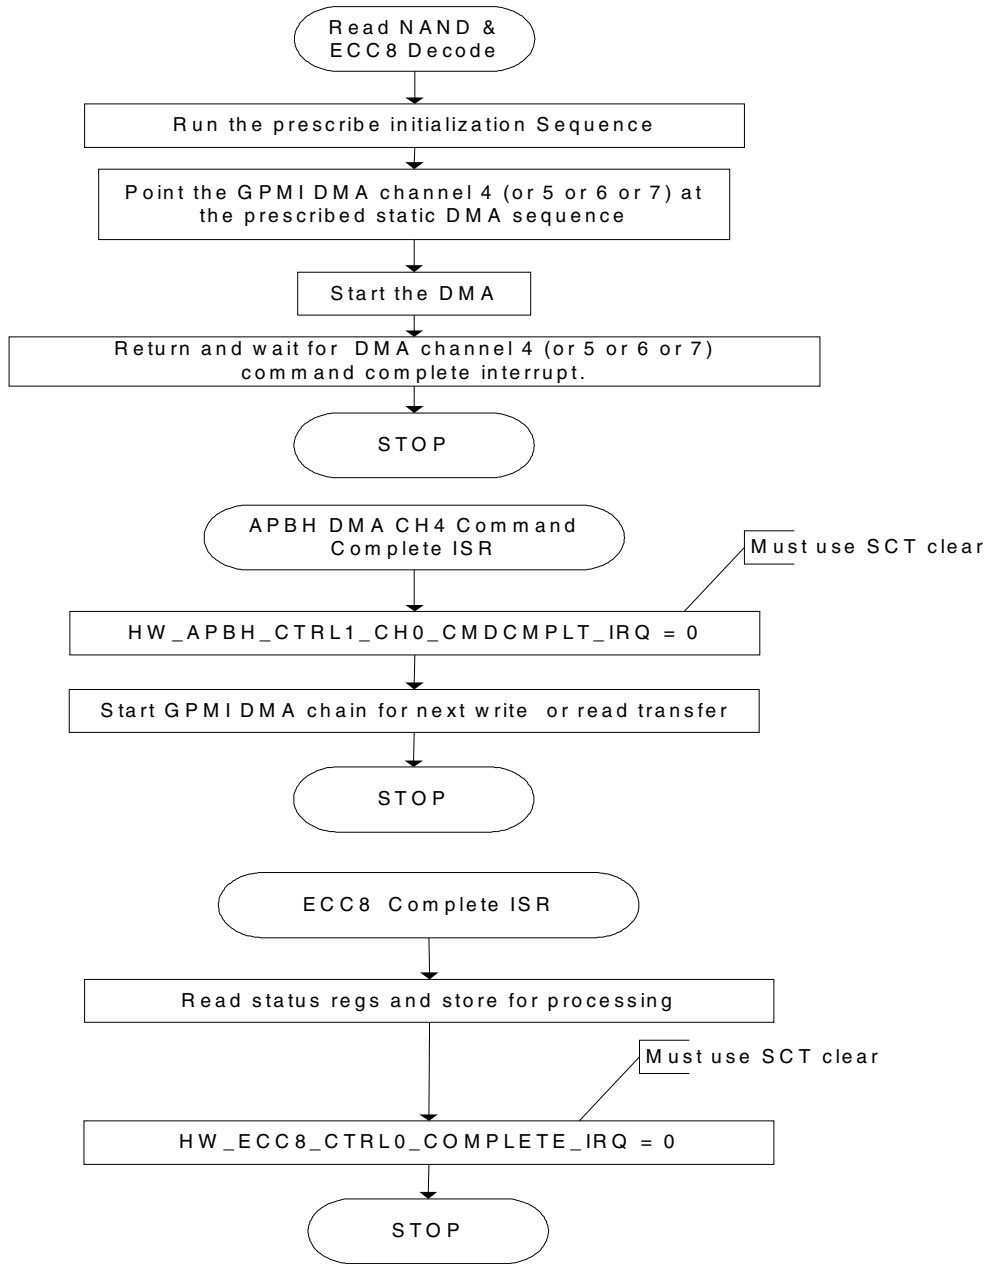 Read NAND &
ECC8 Decode
Run the prescribe initialization Sequence
Point the GPMI DMA channel 4 (or 5 or 6 or 7) at
the prescribed static DMA sequence
Start the DMA
Return and wait for DMA channel 4 (or 5 or 6 or 7)
command complete interrupt.
STOP
APBH DMA CH4 Command
Complete ISR
Must use SCT clear
HW_APBH_CTRL1_CH0_CMDCMPLT_IRQ = 0
Start GPMI DMA chain for next write or read transfer
STOP
ECC8 Complete ISR
Read status regs and store for processing
Must use SCT clear
HW_ECC8_CTRL0_COMPLETE_IRQ = 0
STOP